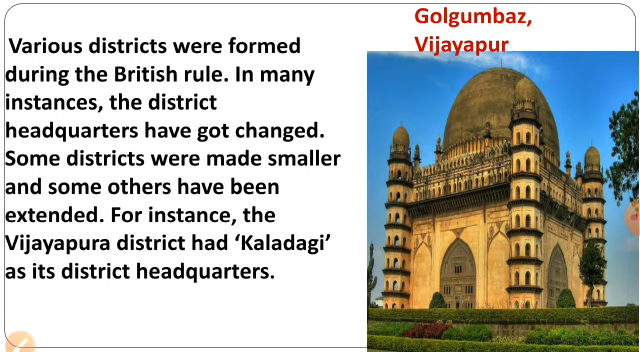 Golgumbaz,
Vijayapur
Various districts were formed
during the British rule. In many
instances, the district
headquarters have got changed.
Some districts were made smaller
and some others have been
extended. For instance, the
Vijayapura district had ‘Kaladagi’
as its district headquarters.